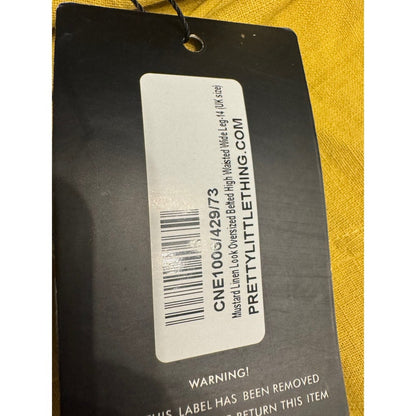 CNE1006/429/73
Mustard Linen Look Oversized Belted High Waisted Wide Leg-14 (UK size)
PRETTYLITTLETHING.COM
WARNING!
THIS LABEL HAS BEEN REMOVED
RETURN THIS ITEM